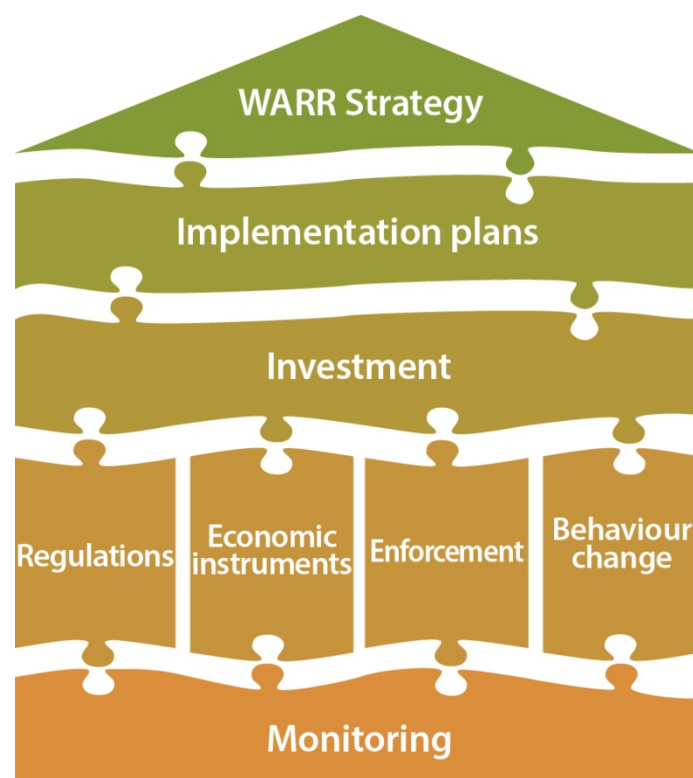 WARR Strategy
Implementation plans
Investment
Regulations
Economic
instruments
Enforcement
Behaviour
change
Monitoring